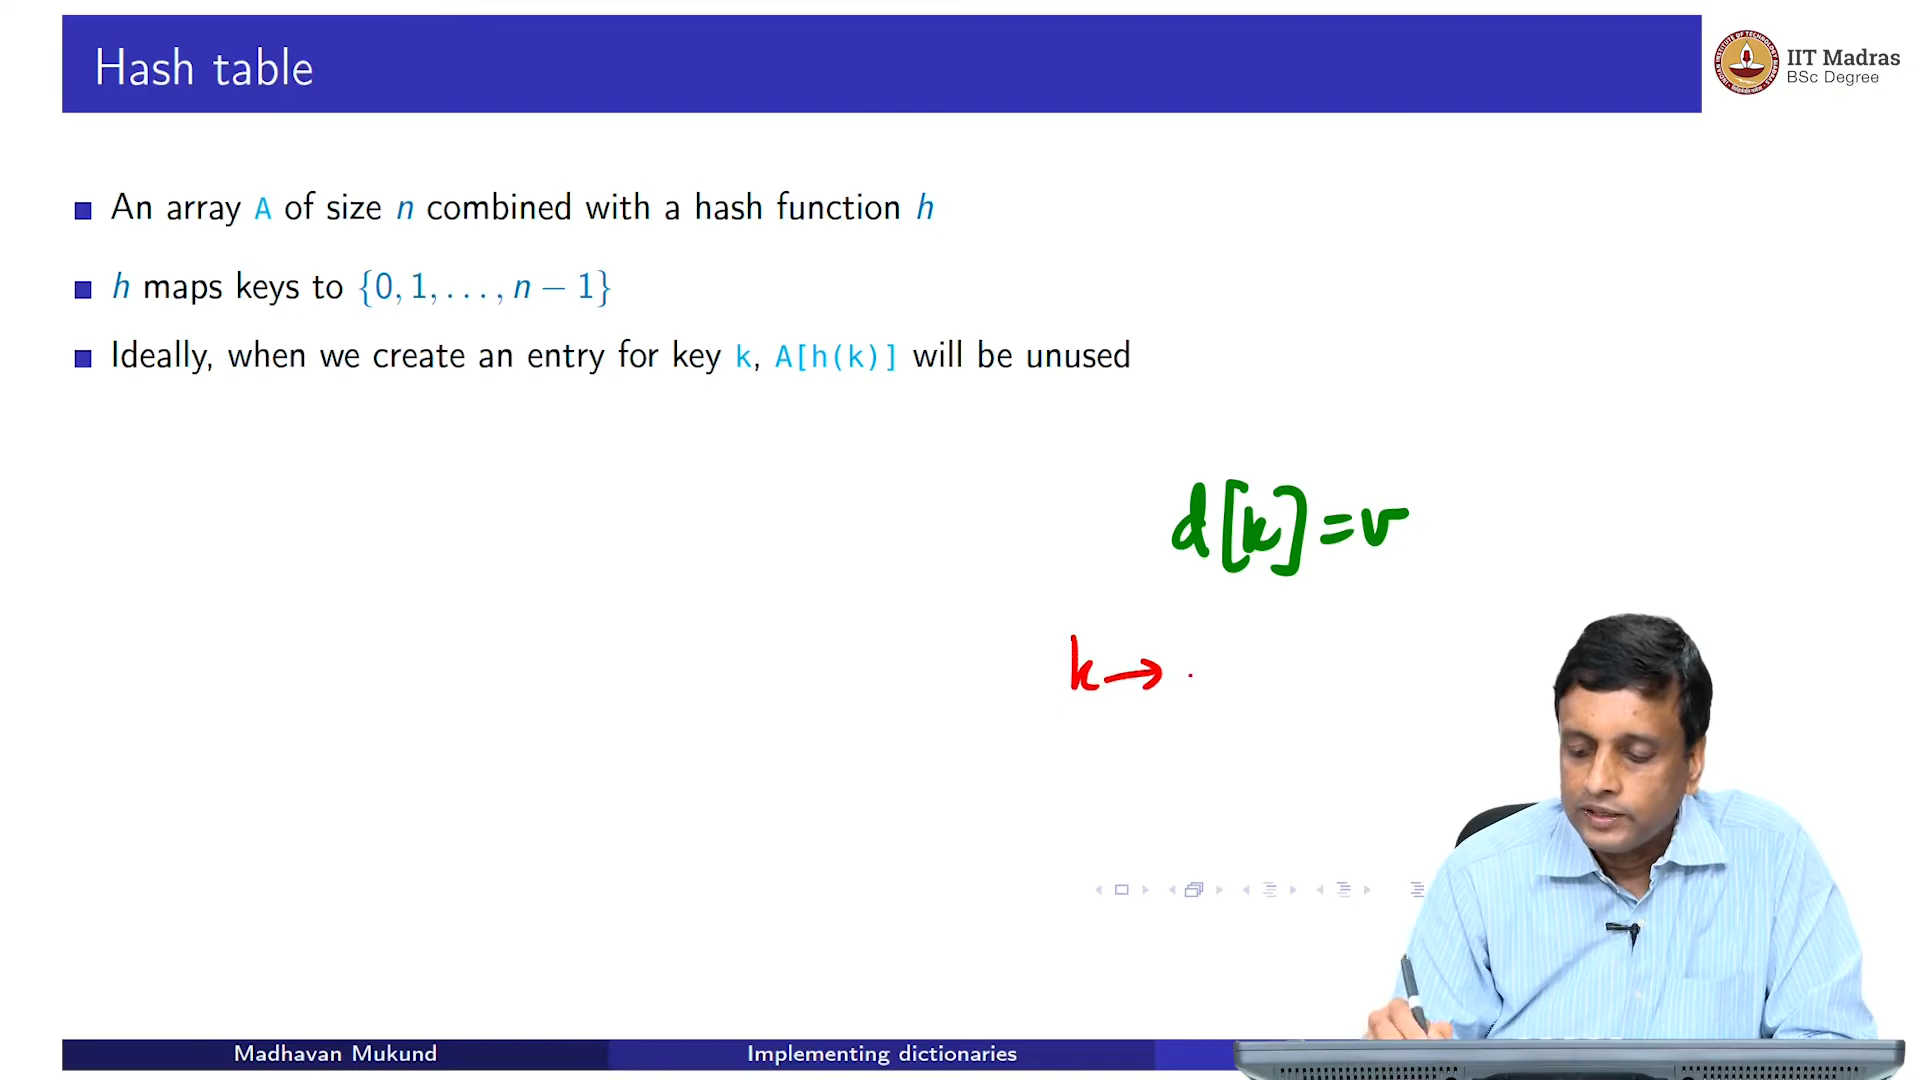 Hash table
IIT Madras
BSc Degree
An array A of size n combined with a hash function h
h maps keys to {0, 1, . . . , n − 1}
Ideally, when we create an entry for key k, A[h(k)] will be unused
d[k]=v
k→
Madhavan Mukund
Implementing dictionaries